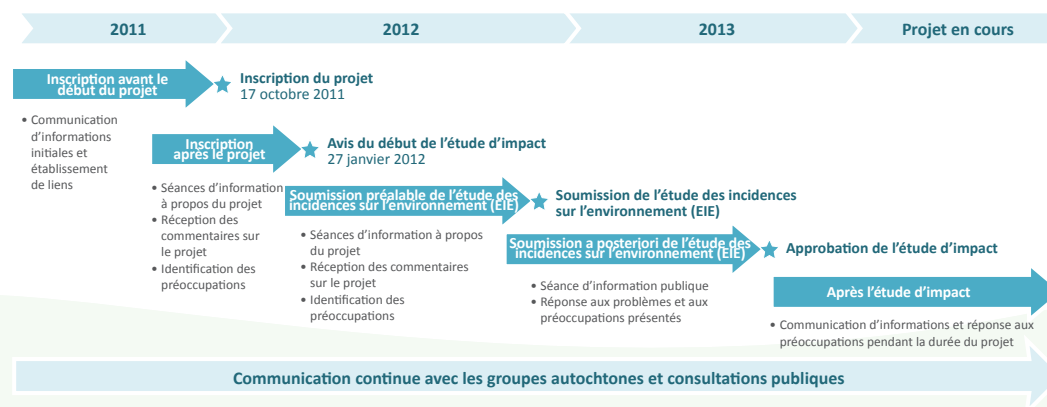 2011
2012
2013
Projet en cours
Inscription avant le
début du projet
Inscription du projet
17 octobre 2011
• Communication
d’informations
initiales et
établissement
de liens
Inscription
après le projet
Avis du début de l’étude d’impact
27 janvier 2012
• Séances d’information
à propos du projet
• Réception des
commentaires sur
le projet
• Identification des
préoccupations
Soumission préalable de l’étude des
incidences sur l’environnement (EIE)
Soumission de l’étude des incidences
sur l’environnement (EIE)
• Séances d’information à propos
du projet
• Réception des commentaires
sur le projet
• Identification des
préoccupations
Soumission a posteriori de l’étude des
incidences sur l’environnement (EIE)
Approbation de l’étude d’impact
• Séance d’information publique
• Réponse aux problèmes et aux
préoccupations présentés
Après l’étude d’impact
• Communication d’informations et réponse aux
préoccupations pendant la durée du projet
Communication continue avec les groupes autochtones et consultations publiques